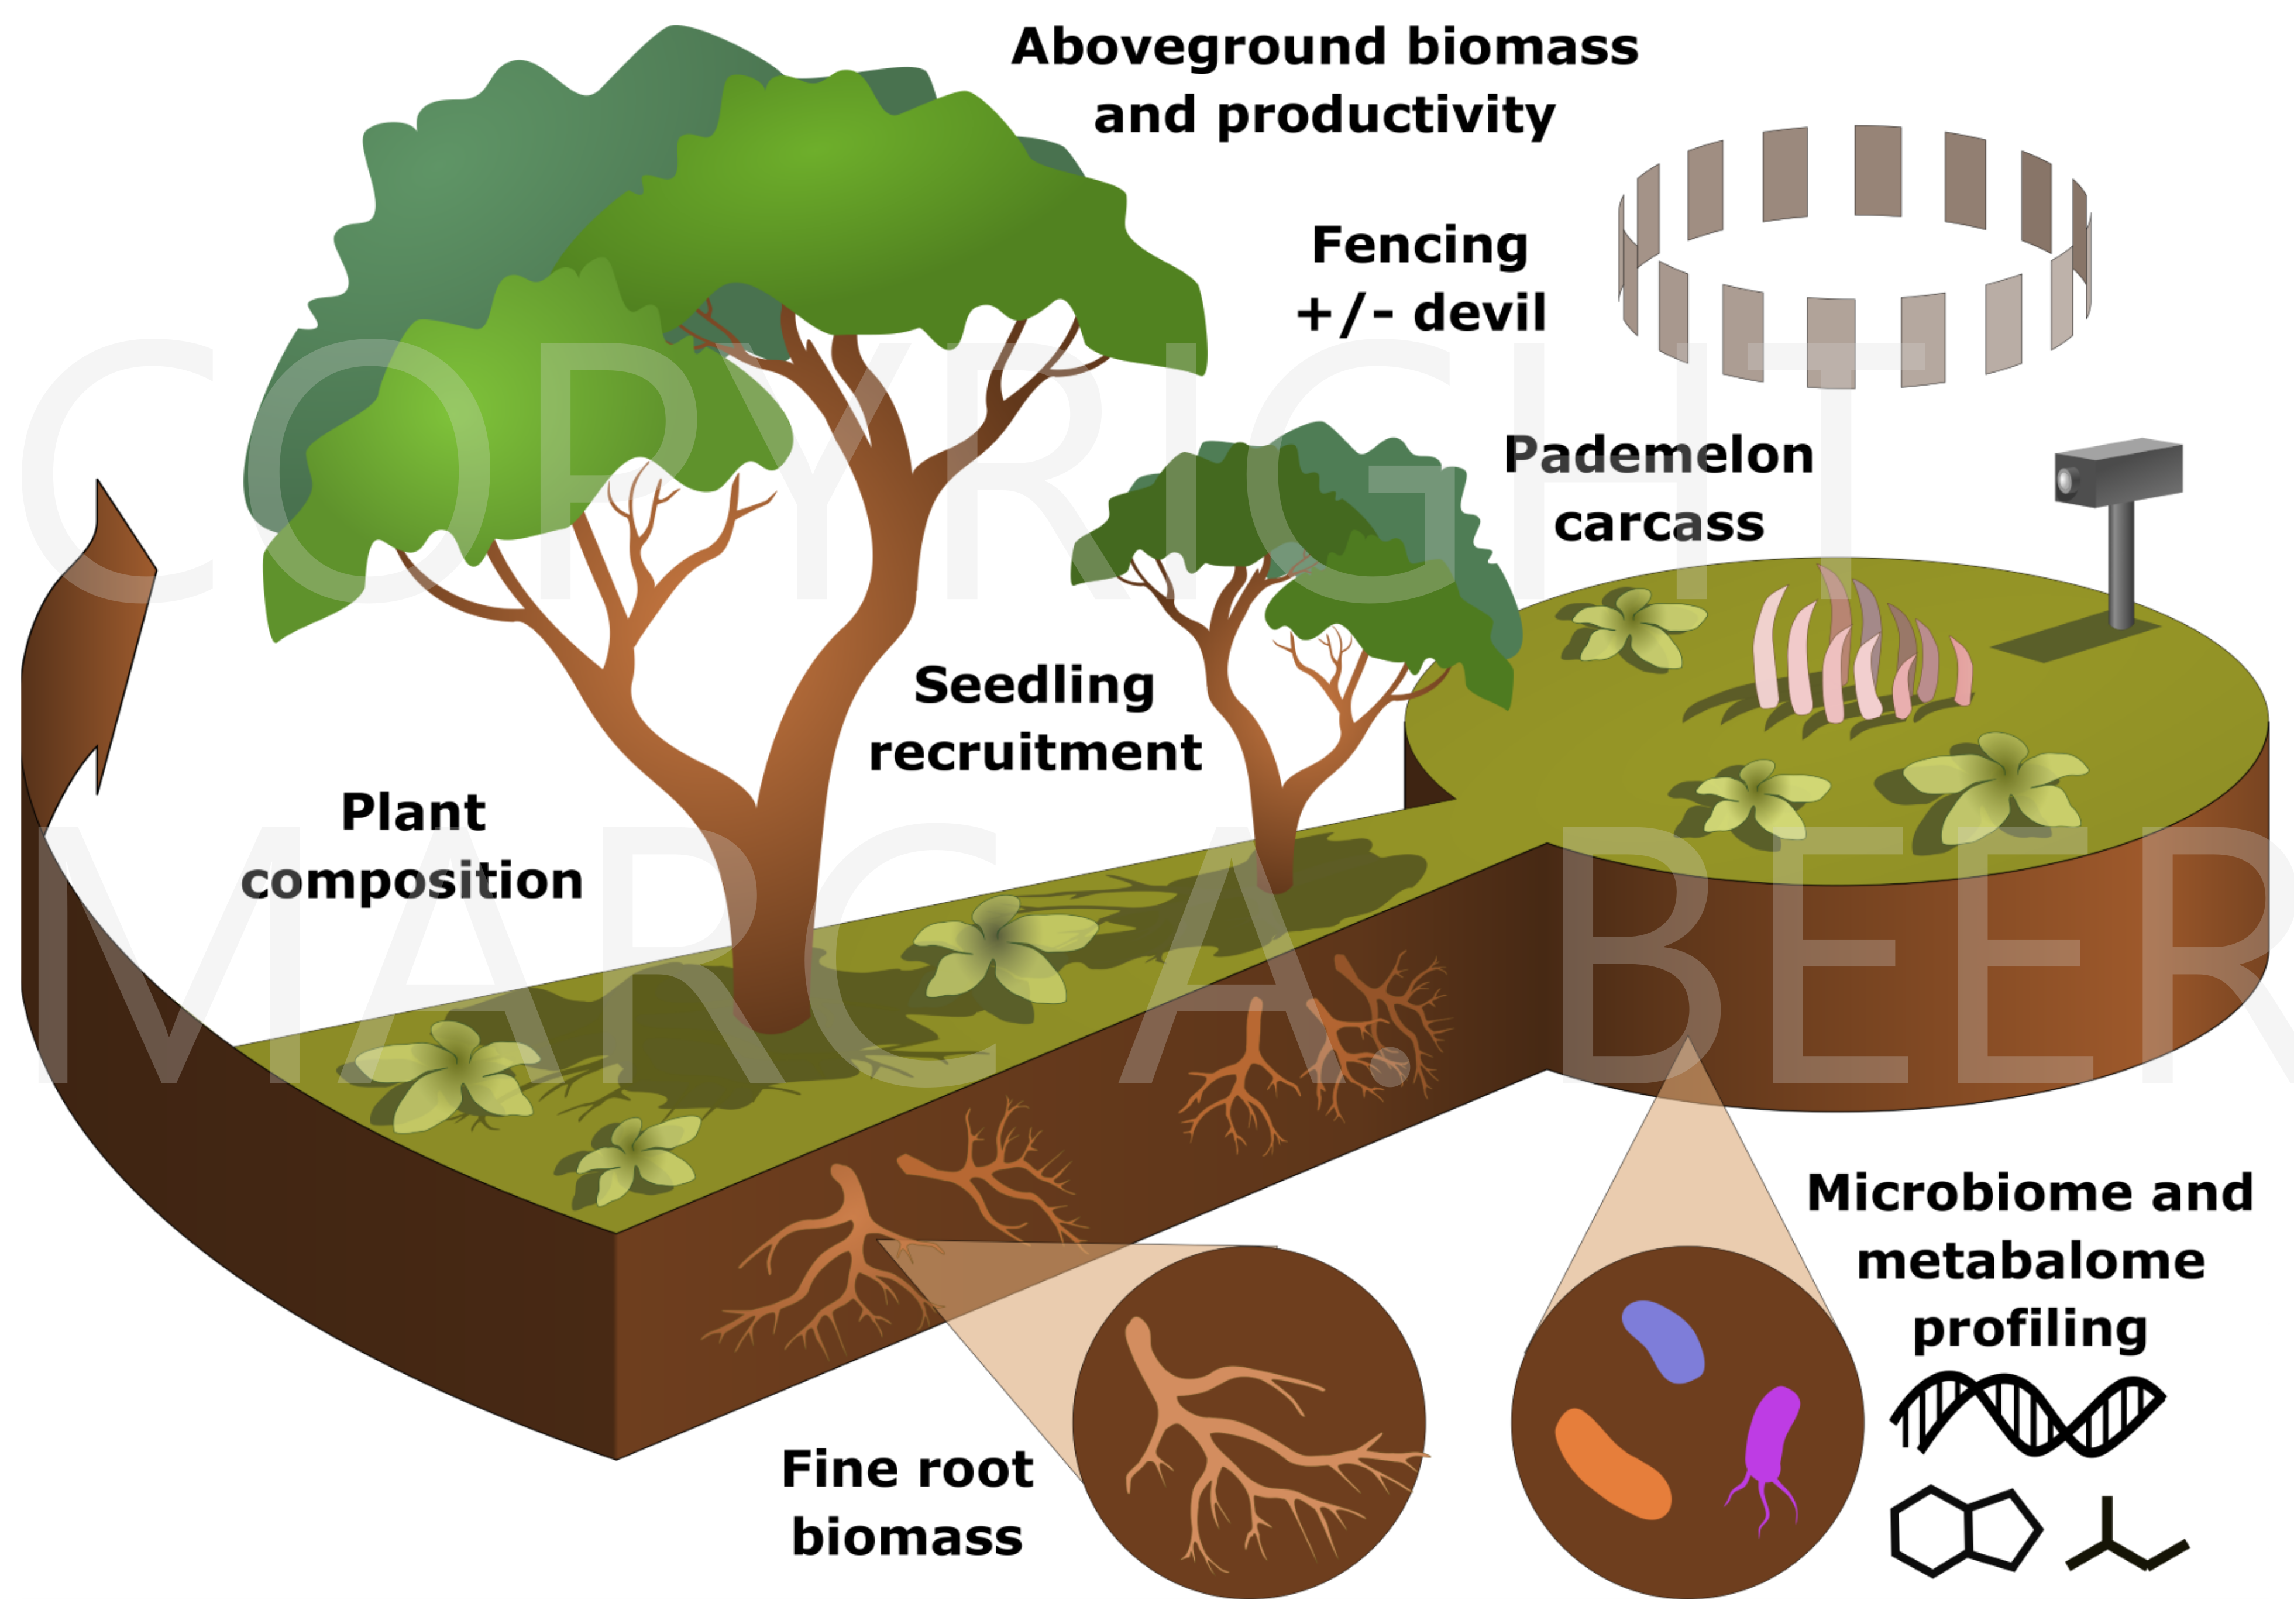 Aboveground biomass
and productivity
Fencing
+/- devil
Pademelon
carcass
Seedling
recruitment
Plant
composition
Microbiome and
metabalome
profiling
Fine root
biomass
COPYRIGHT
MARC A. BEER